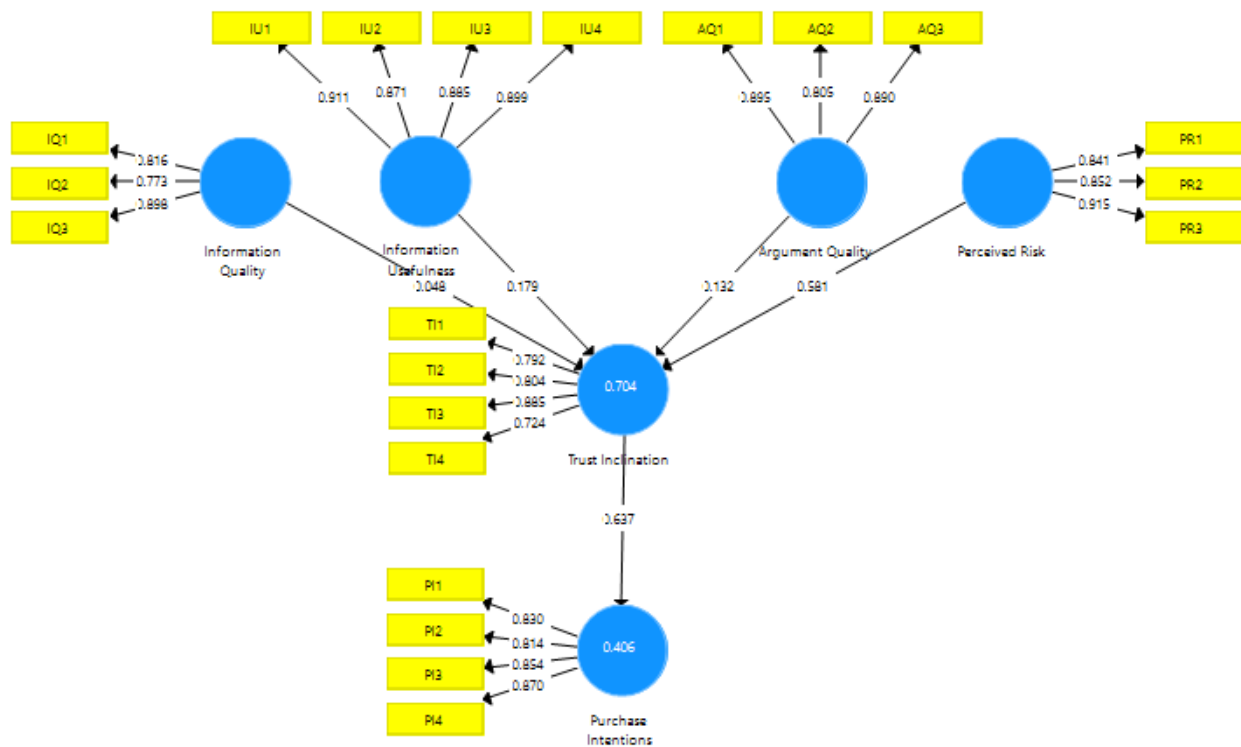 IU1
IU2
IU3
IU4
AQ1
AQ2
AQ3
0.911
0.871
0.885
0.899
0.895
0.805
0.890
IQ1
IQ2
IQ3
0.816
0.773
0.898
PR1
PR2
PR3
0.841
0.852
0.915
Information
Quality
Information
Usefulness
Argument Quality
Perceived Risk
0.048
0.179
0.132
0.581
TI1
TI2
TI3
TI4
0.792
0.804
0.885
0.724
0.704
Trust Inclination
0.637
PI1
PI2
PI3
PI4
0.830
0.814
0.854
0.870
0.406
Purchase
Intentions